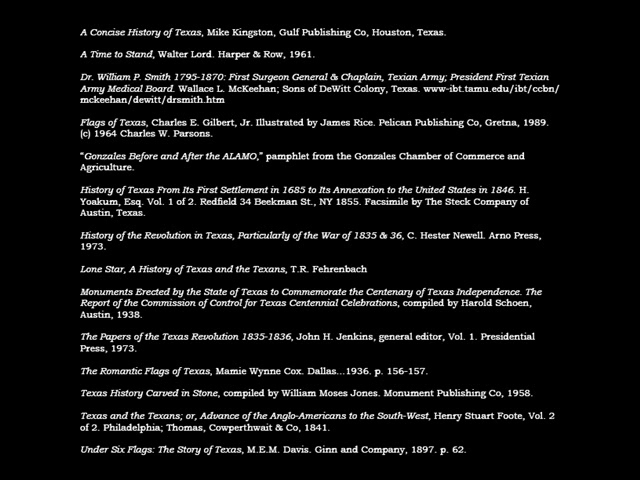 A Concise History of Texas, Mike Kingston, Gulf Publishing Co, Houston, Texas.
A Time to Stand, Walter Lord. Harper & Row, 1961.
Dr. William P. Smith 1795-1870: First Surgeon General & Chaplain, Texian Army; President First Texian
Army Medical Board. Wallace L. McKeehan; Sons of DeWitt Colony, Texas. www-ibt.tamu.edu/ibt/ccbn/
mckeehan/dewitt/drsmith.htm
Flags of Texas, Charles E. Gilbert, Jr. Illustrated by James Rice. Pelican Publishing Co, Gretna, 1989.
(c) 1964 Charles W. Parsons.
“Gonzales Before and After the ALAMO,” pamphlet from the Gonzales Chamber of Commerce and
Agriculture.
History of Texas From Its First Settlement in 1685 to Its Annexation to the United States in 1846. H.
Yoakum, Esq. Vol. 1 of 2. Redfield 34 Beekman St., NY 1855. Facsimile by The Steck Company of
Austin, Texas.
History of the Revolution in Texas, Particularly of the War of 1835 & 36, C. Hester Newell. Arno Press,
1973.
Lone Star, A History of Texas and the Texans, T.R. Fehrenbach
Monuments Erected by the State of Texas to Commemorate the Centenary of Texas Independence. The
Report of the Commission of Control for Texas Centennial Celebrations, compiled by Harold Schoen,
Austin, 1938.
The Papers of the Texas Revolution 1835-1836, John H. Jenkins, general editor, Vol. 1. Presidential
Press, 1973.
The Romantic Flags of Texas, Mamie Wynne Cox. Dallas...1936. p. 156-157.
Texas History Carved in Stone, compiled by William Moses Jones. Monument Publishing Co, 1958.
Texas and the Texans; or, Advance of the Anglo-Americans to the South-West, Henry Stuart Foote, Vol. 2
of 2. Philadelphia; Thomas, Cowperthwait & Co, 1841.
Under Six Flags: The Story of Texas, M.E.M. Davis. Ginn and Company, 1897. p. 62.